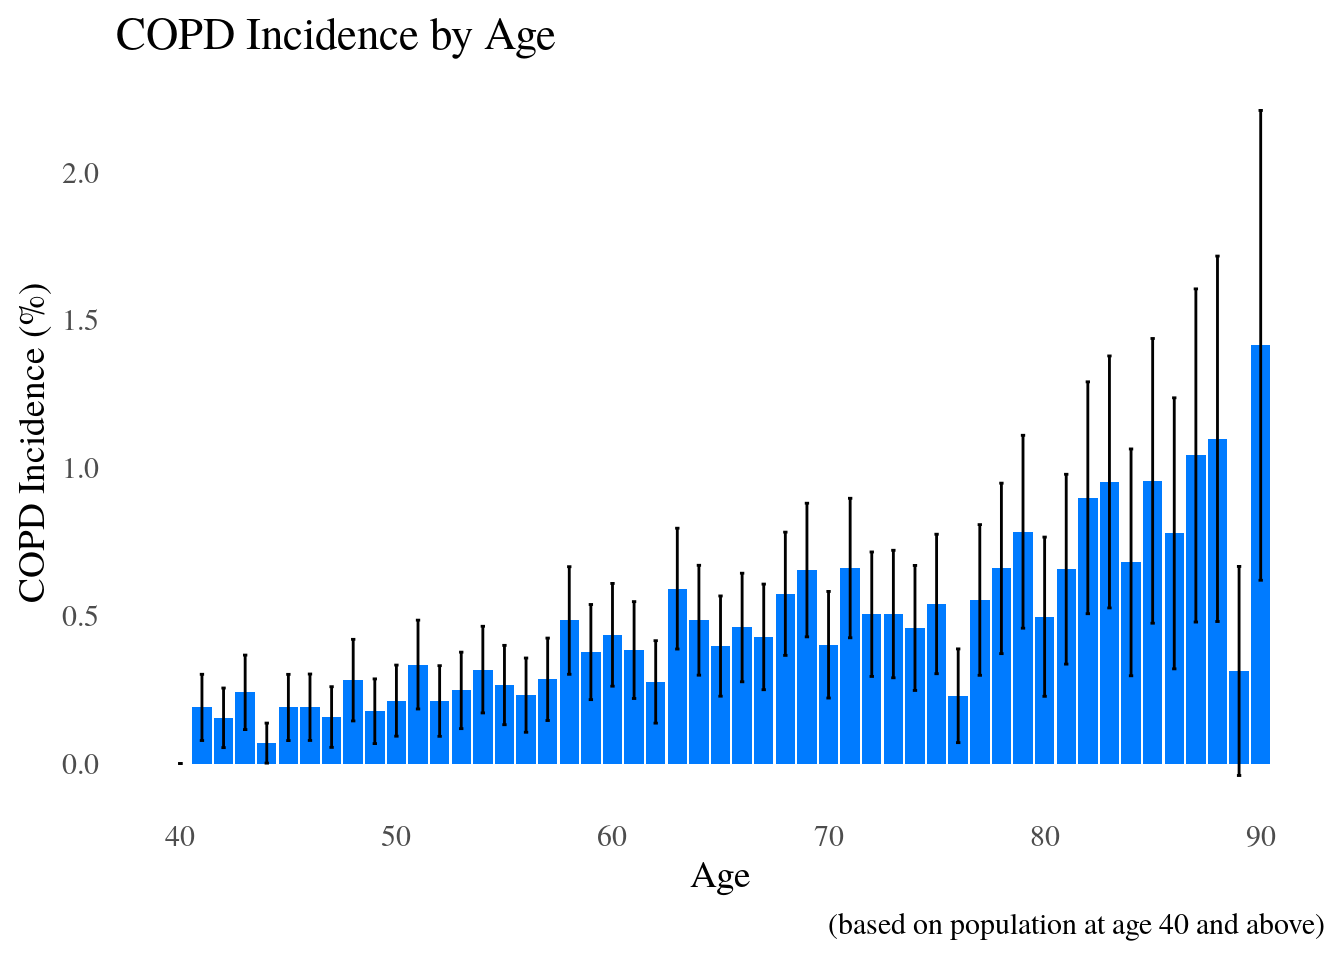 COPD Incidence by Age
COPD Incidence (%)
2.0
1.5
1.0
0.5
0.0
40 50 60 70 80 90
Age
(based on population at age 40 and above)